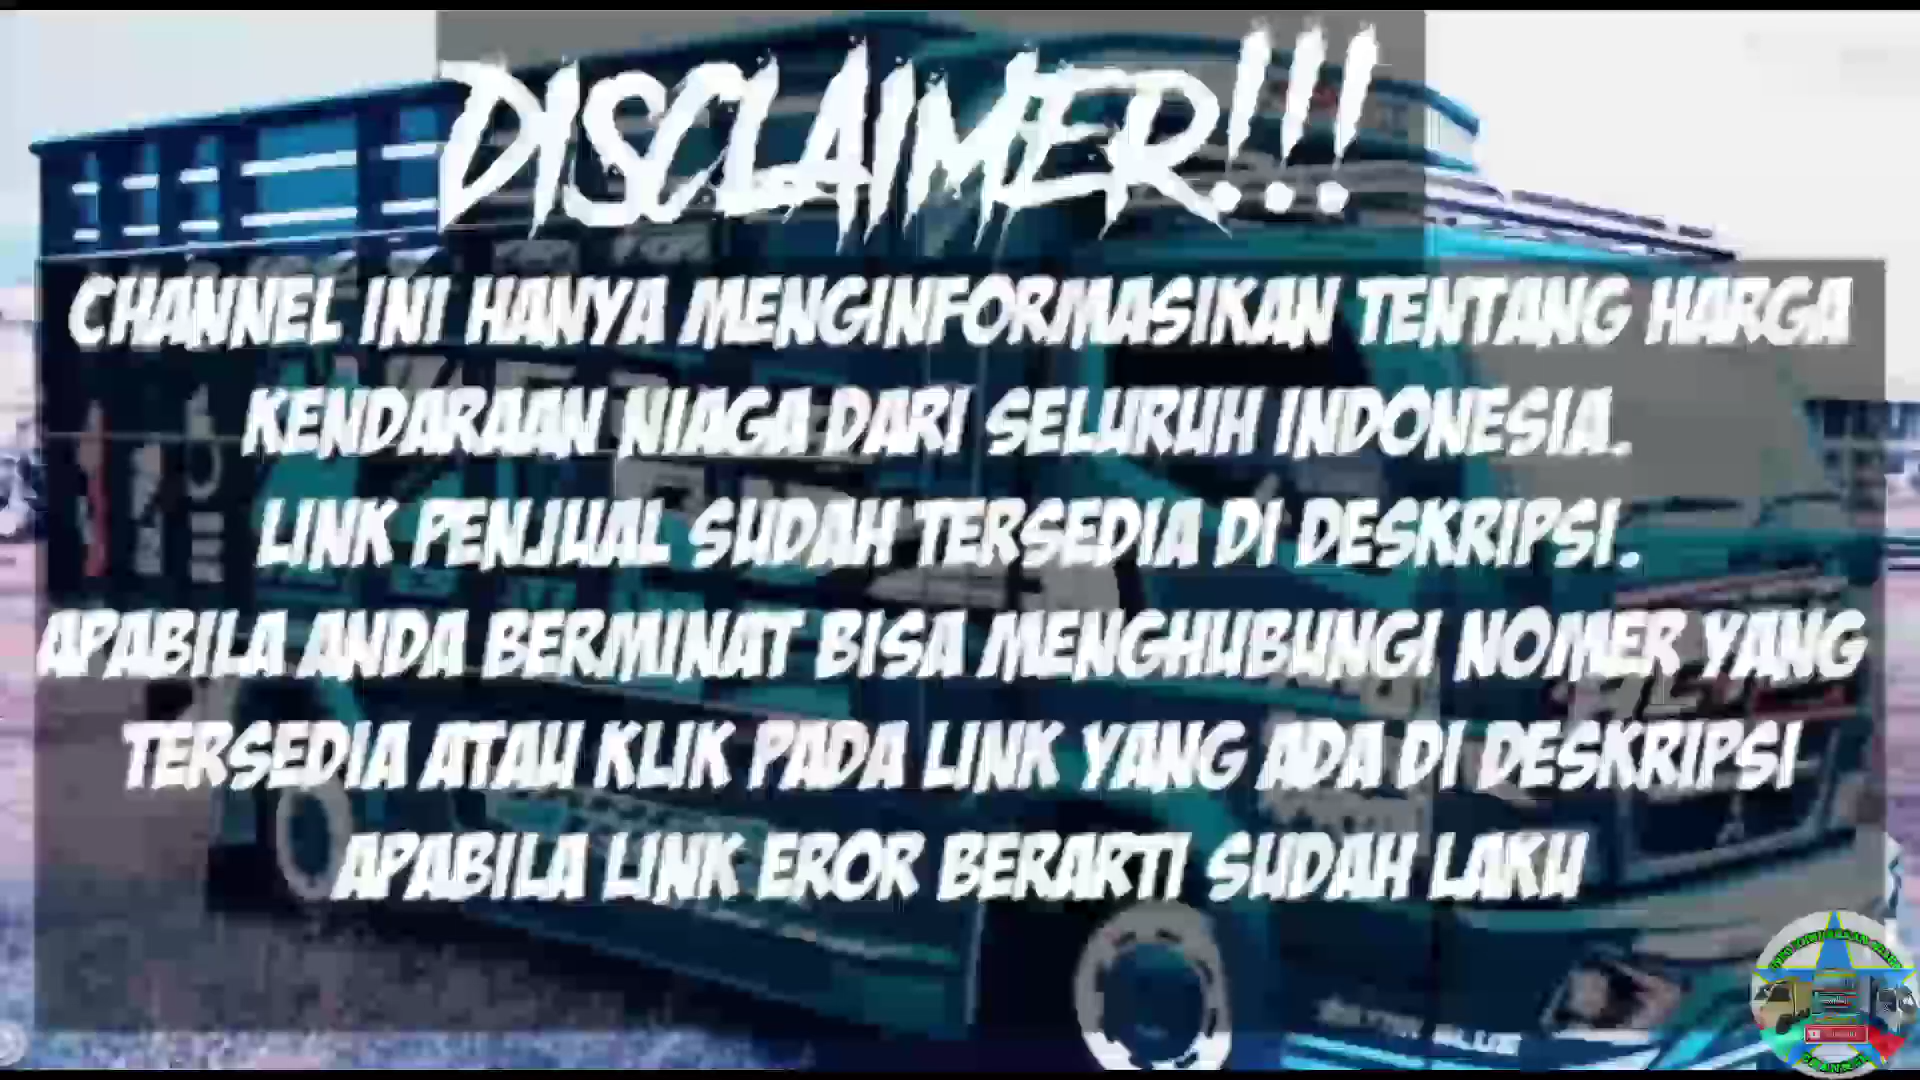 DISCLAIMER!!!
CHANNEL INI HANYA MENGINFORMASIKAN TENTANG HARGA
KENDARAAN NIAGA DARI SELURUH INDONESIA.
LINK PENJUAL SUDAH TERSEDIA DI DESKRIPSI.
APABILA ANDA BERMINAT BISA MENGHUBUNGI NOMER YANG
TERSEDIA ATAU KLIK PADA LINK YANG ADA DI DESKRIPSI
APABILA LINK EROR BERARTI SUDAH LAKU
CHANNEL